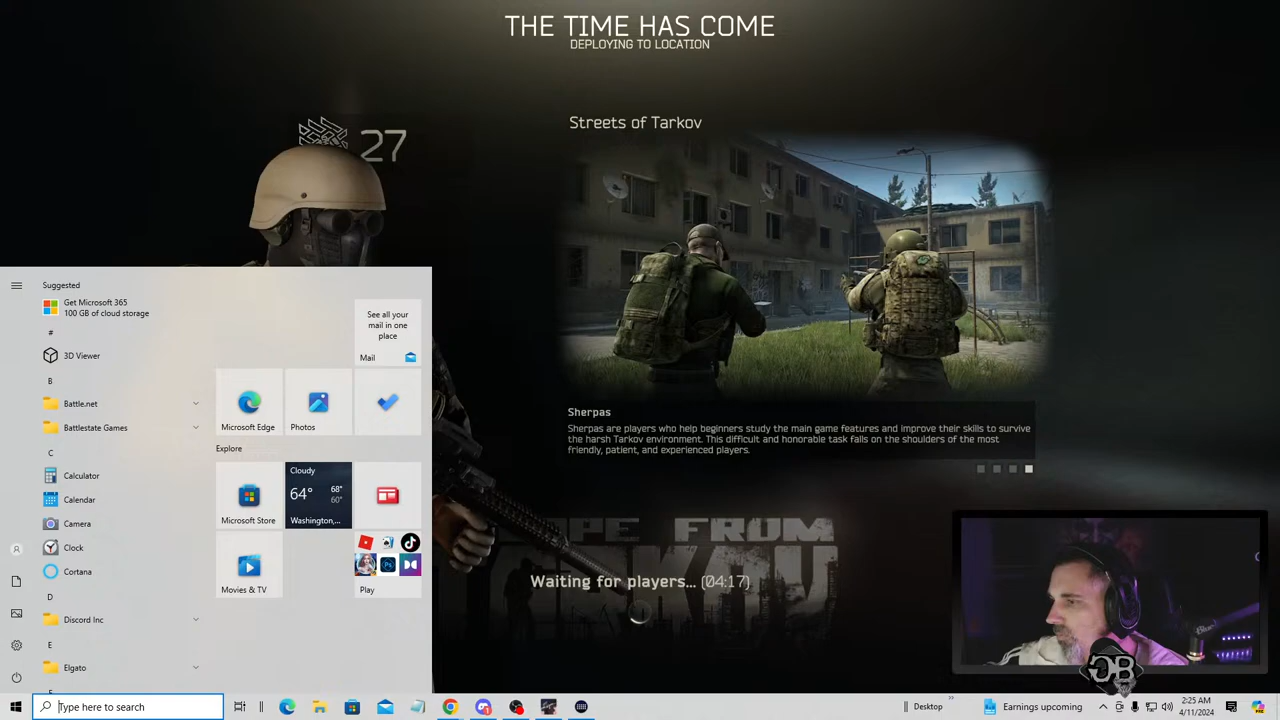 THE TIME HAS COME
DEPLOYING TO LOCATION
27
Streets of Tarkov
Sherpas
Sherpas are players who help beginners study the main game features and improve their skills to survive
the harsh Tarkov environment. This difficult and honorable task falls on the shoulders of the most
friendly, patient, and experienced players.
Waiting for players... (04:17)
Suggested
Get Microsoft 365
100 GB of cloud storage
#
3D Viewer
B
Battle.net
Battlestate Games
C
Calculator
Calendar
Camera
Clock
Cortana
D
Discord Inc
E
Elgato
See all your
mail in one
place
Mail
Microsoft Edge
Photos
Explore
Microsoft Store
Cloudy
64°
68°
60°
Washington,...
Movies & TV
Play
Type here to search
Desktop
Earnings upcoming
2:25 AM
4/11/2024